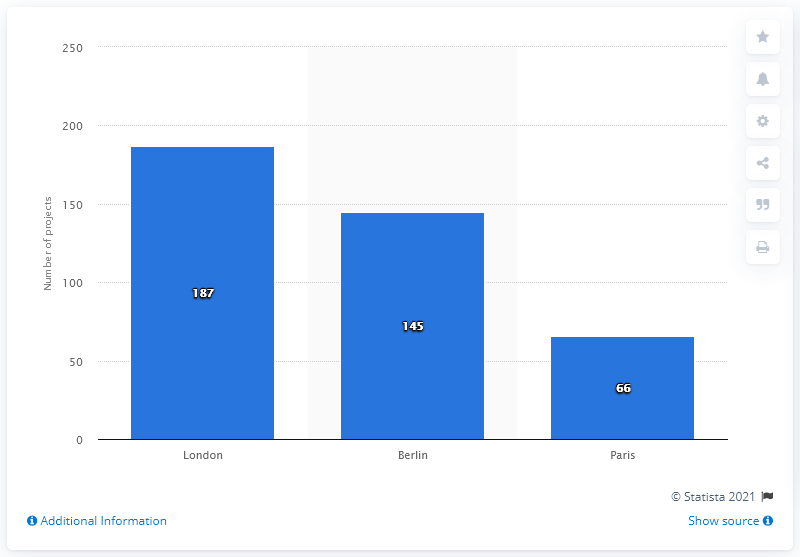 250
200
150
100
50
0
Number of projects
187
145
66
London
Berlin
Paris
© Statista 2021
Additional Information
Show source